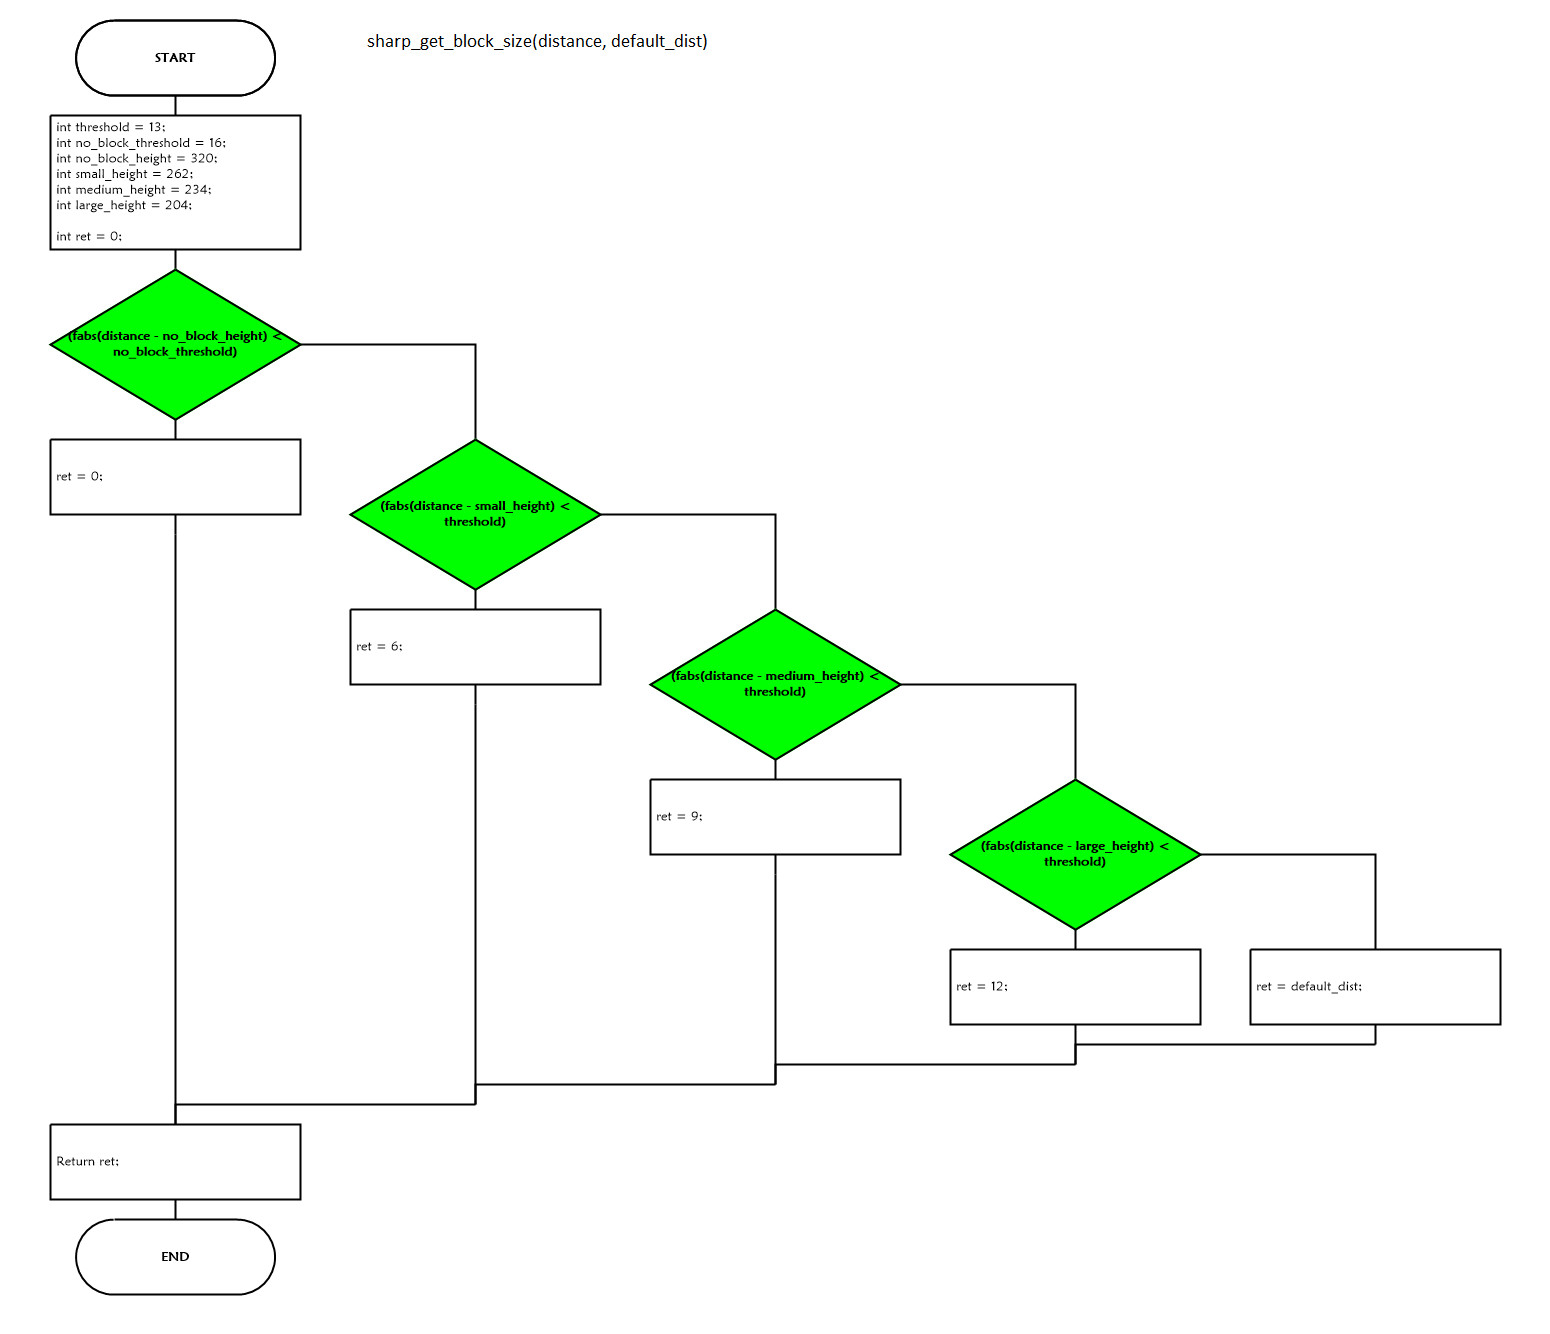 START
sharp_get_block_size(distance, default_dist)
int threshold = 13;
int no_block_threshold = 16;
int no_block_height = 320;
int small_height = 262;
int medium_height = 234;
int large_height = 204;
int ret = 0;
(fabs(distance - no_block_height) <
no_block_threshold)
ret = 0;
(fabs(distance - small_height) <
threshold)
ret = 6;
(fabs(distance - medium_height) <
threshold)
ret = 9;
(fabs(distance - large_height) <
threshold)
ret = 12;
ret = default_dist;
Return ret;
END